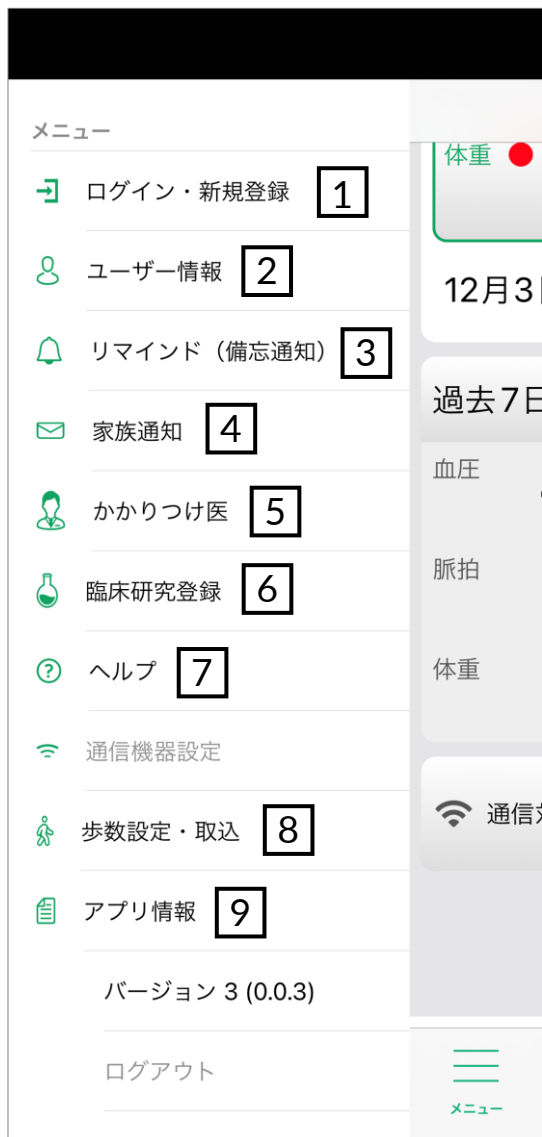 メニュー
ログイン・新規登録 1
ユーザー情報 2
リマインド（備忘通知） 3
家族通知 4
かかりつけ医 5
臨床研究登録 6
ヘルプ 7
通信機器設定
歩数設定・取込 8
アプリ情報 9
バージョン 3 (0.0.3)
ログアウト
体重
12月3
過去7日
血圧
脈拍
体重
通信
メニュー